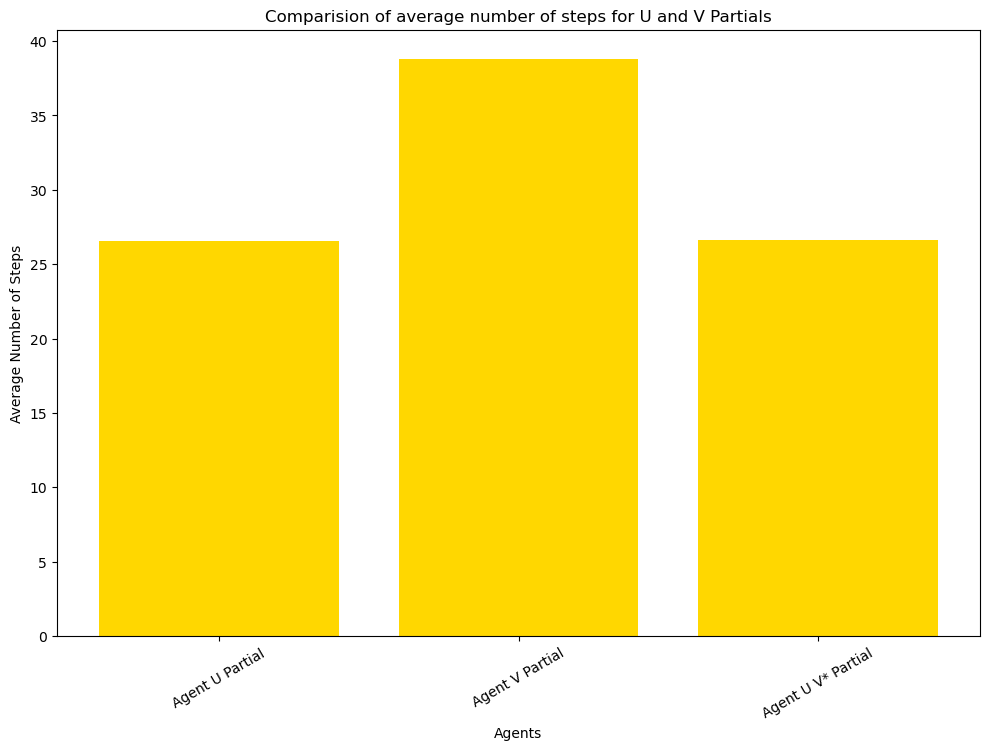 Comparision of average number of steps for U and V Partials
40
35
30
25
20
15
10
5
0
Average Number of Steps
Agent U Partial
Agent V Partial
Agent U V* Partial
Agents